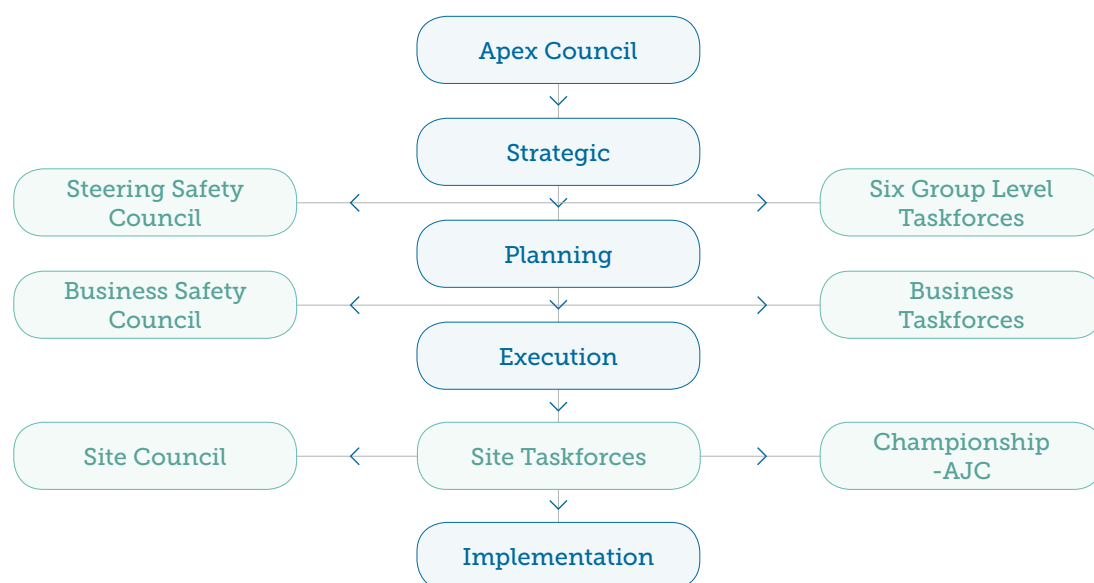 Apex Council
Strategic
Steering Safety
Council
Six Group Level
Taskforces
Planning
Business Safety
Council
Business
Taskforces
Execution
Site Council
Site Taskforces
Championship
-AJC
Implementation